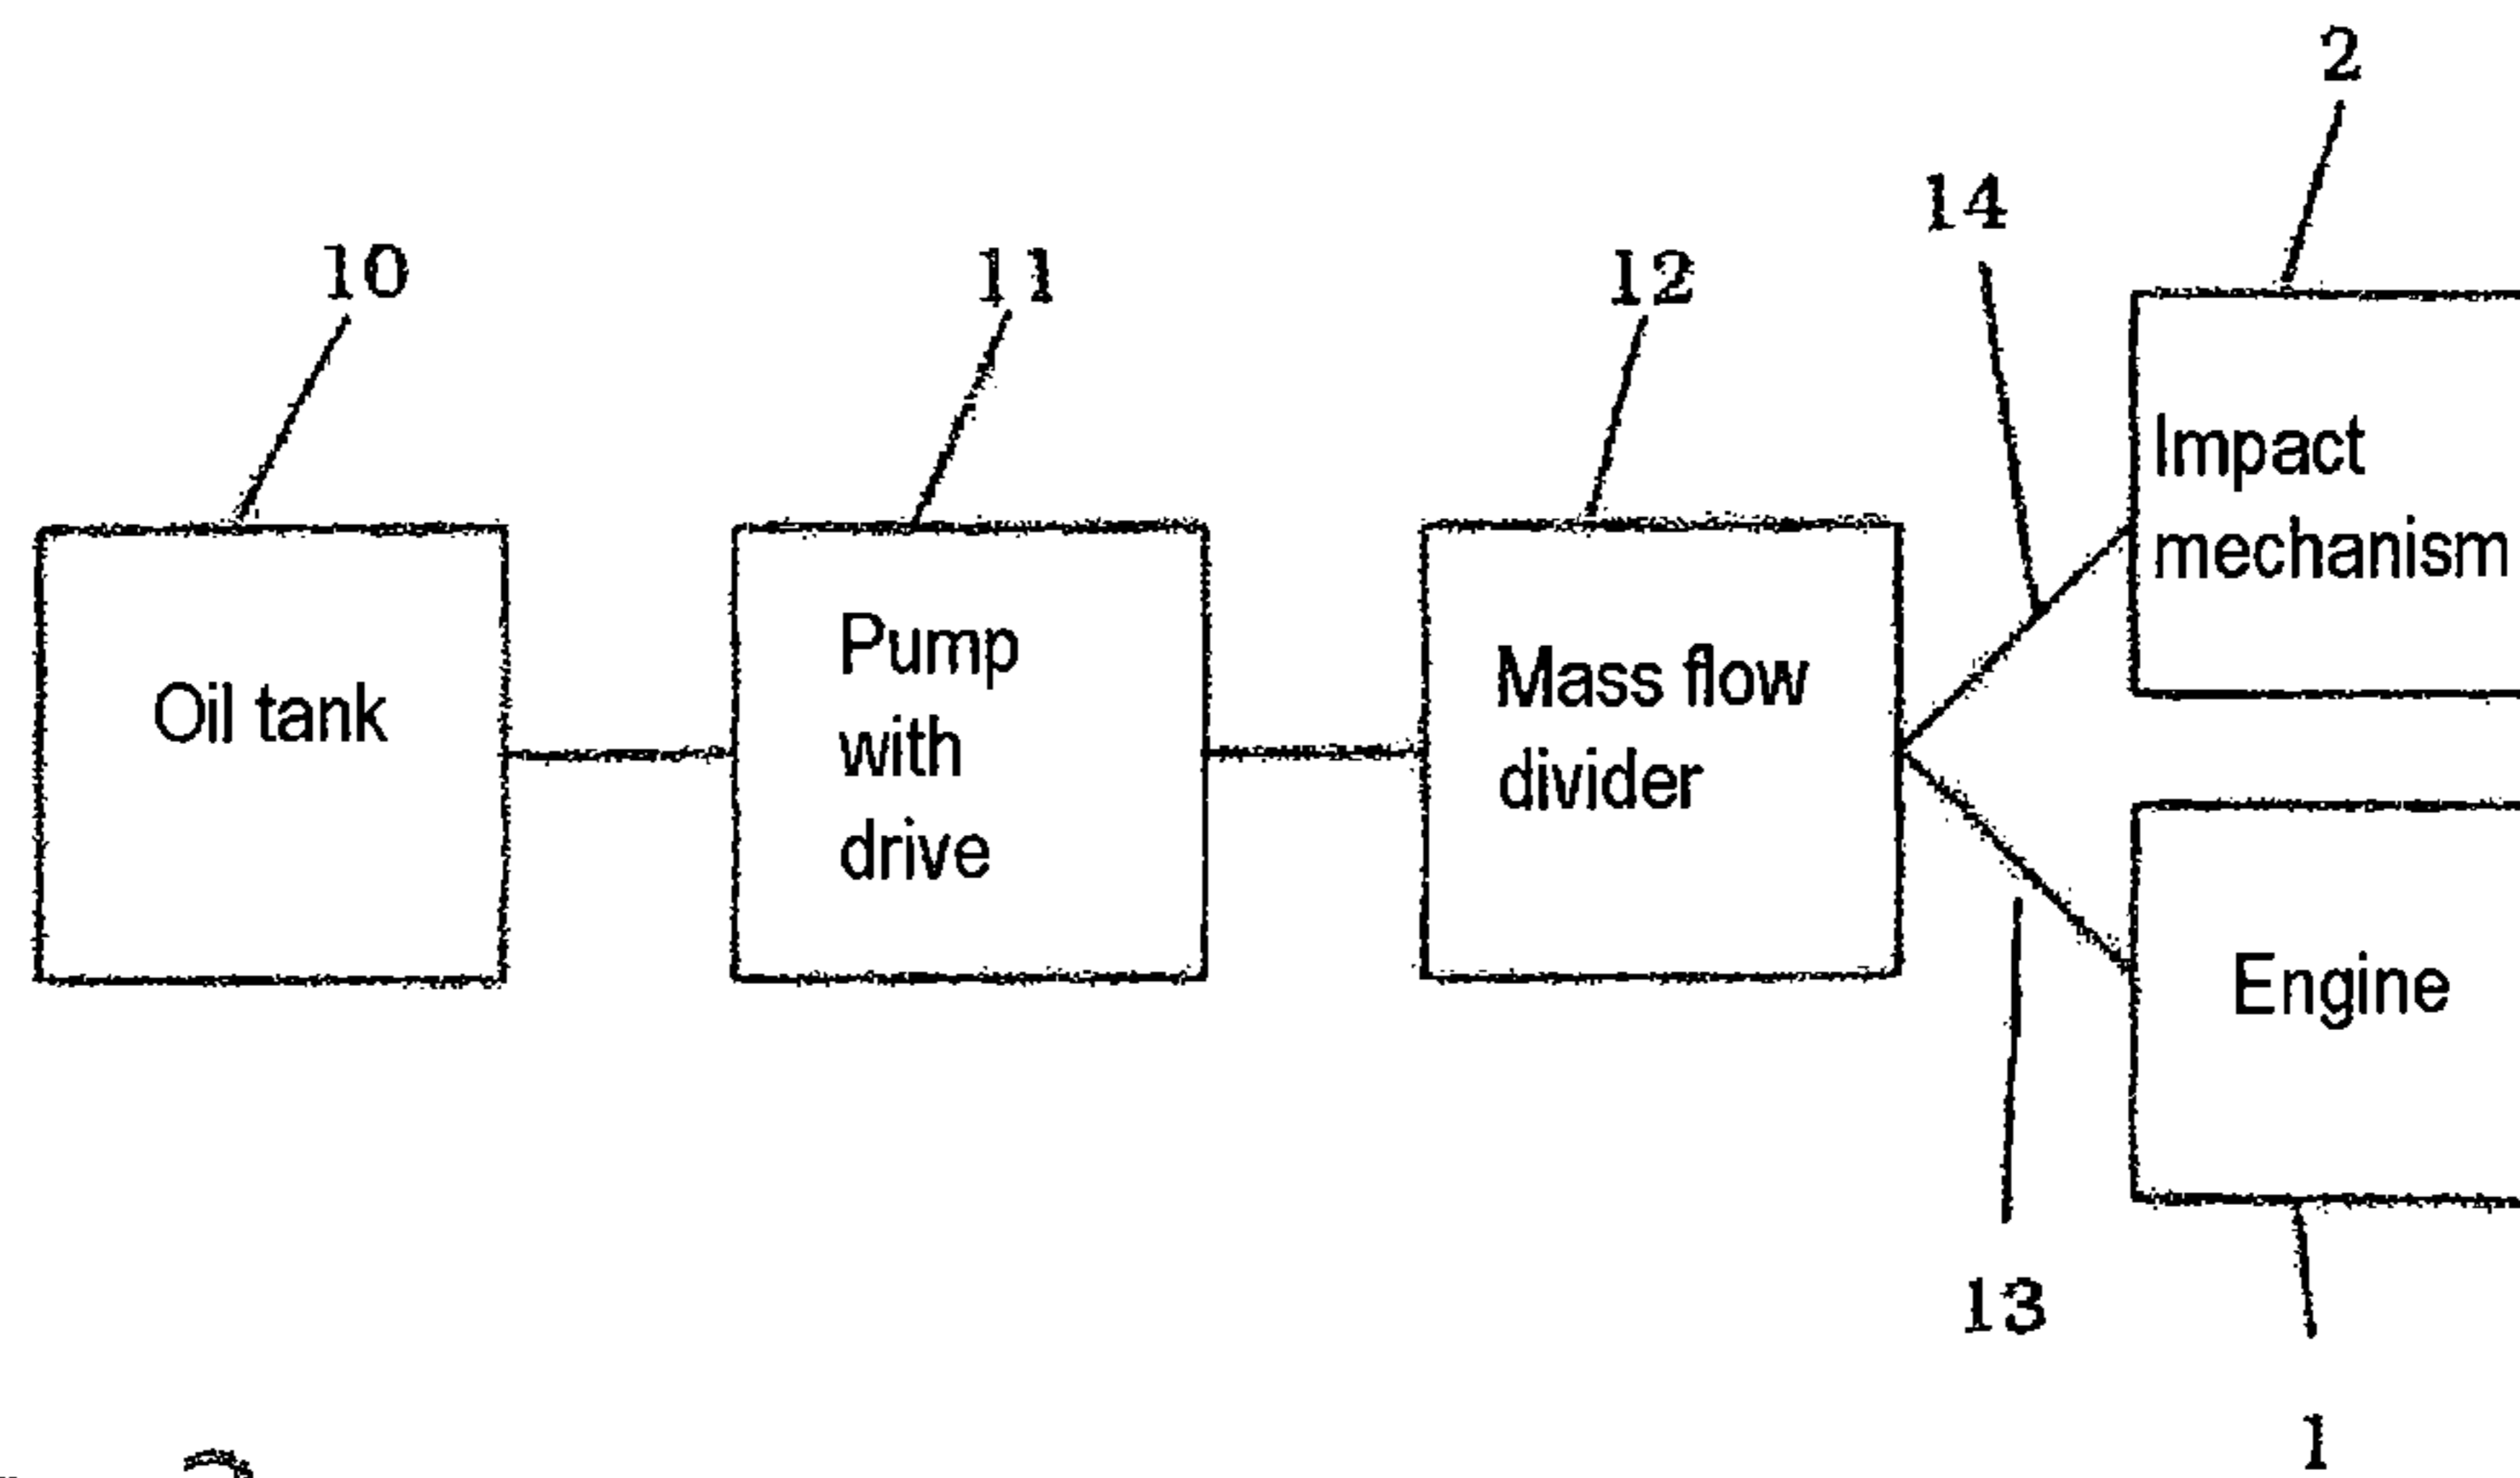 2
14
10
11
12
Impact
mechanism
Pump
with
drive
Oil tank
Mass flow
divider
Engine
13
1